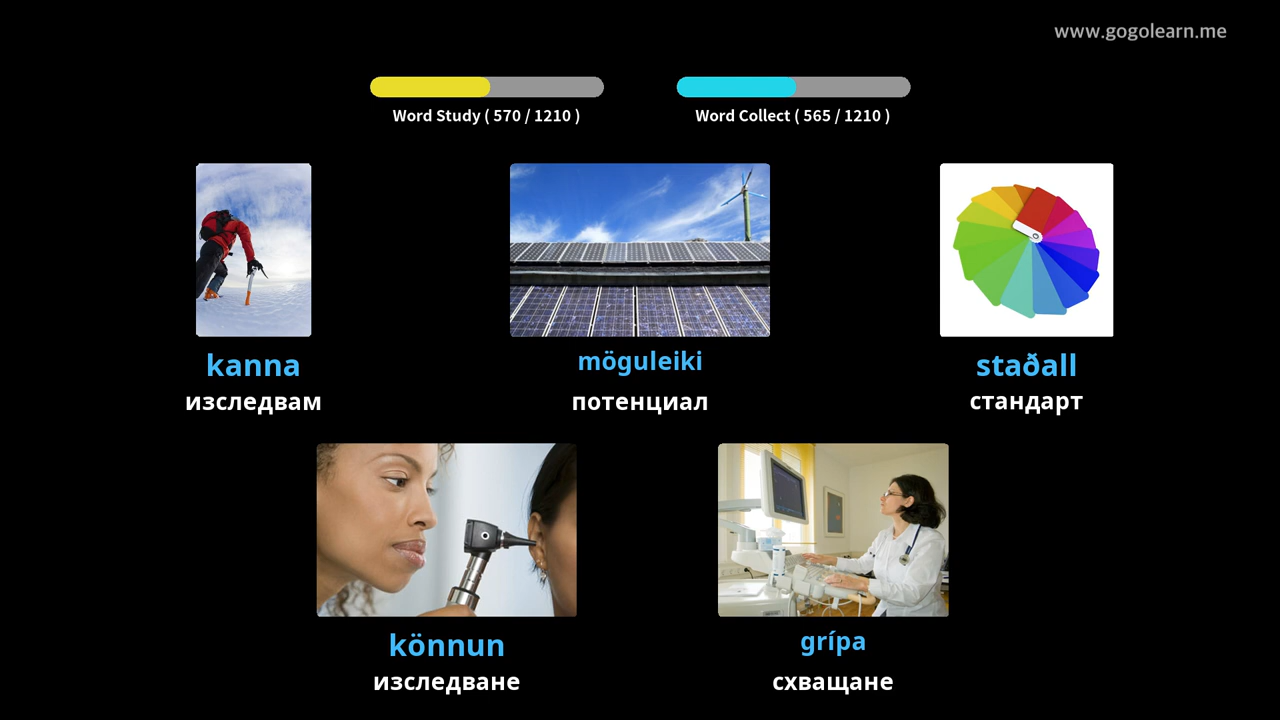 www.gogolearn.me
Word Study ( 570 / 1210 )
Word Collect ( 565 / 1210 )
kanna
изследвам
möguleiki
потенциал
staðall
стандарт
könnun
изследване
grípa
схващане